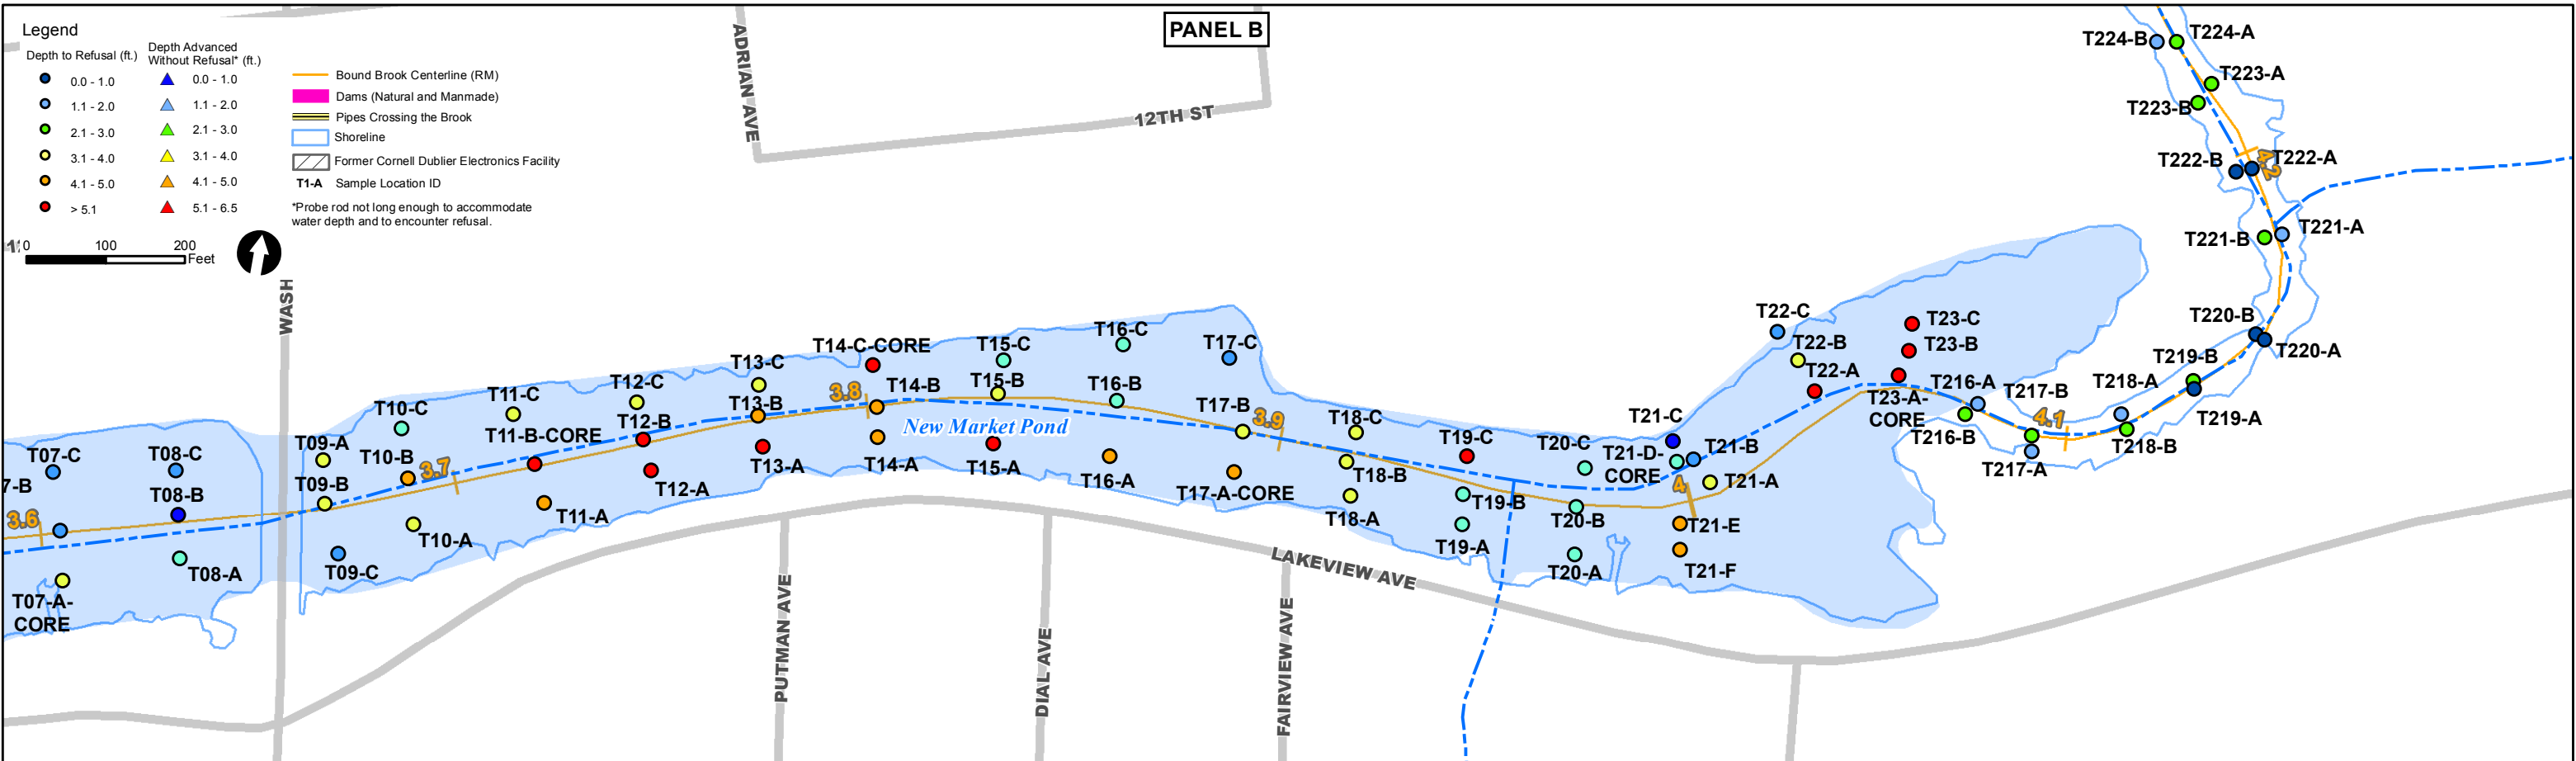 PANEL B
Legend
Depth to Refusal (ft.)
0.0 - 1.0
1.1 - 2.0
2.1 - 3.0
3.1 - 4.0
4.1 - 5.0
> 5.1
Depth Advanced
Without Refusal* (ft.)
0.0 - 1.0
1.1 - 2.0
2.1 - 3.0
3.1 - 4.0
4.1 - 5.0
5.1 - 6.5
Bound Brook Centerline (RM)
Dams (Natural and Manmade)
Pipes Crossing the Brook
Shoreline
Former Cornell Dublier Electronics Facility
T1-A Sample Location ID
*Probe rod not long enough to accommodate
water depth and to encounter refusal.
0 100 200
Feet
ADRIAN AVE
12TH ST
WASH
PUTMAN AVE
DIAL AVE
FAIRVIEW AVE
LAKEVIEW AVE
New Market Pond
3.6
3.7
3.8
3.9
4
4.1
4.2
T07-C
7-B
T07-A-
CORE
T08-C
T08-B
T08-A
T09-A
T09-B
T09-C
T10-C
T10-B
T10-A
T11-C
T11-B-CORE
T11-A
T12-C
T12-B
T12-A
T13-C
T13-B
T13-A
T14-C-CORE
T14-B
T14-A
T15-C
T15-B
T15-A
T16-C
T16-B
T16-A
T17-C
T17-B
T17-A-CORE
T18-C
T18-B
T18-A
T19-C
T19-B
T19-A
T20-C
T20-B
T20-A
T21-C
T21-D-
CORE
T21-B
T21-A
T21-E
T21-F
T22-C
T22-B
T22-A
T23-C
T23-B
T23-A-
CORE
T216-A
T216-B
T217-B
T217-A
T218-A
T218-B
T219-B
T219-A
T220-B
T220-A
T221-B
T221-A
T222-B
T222-A
T223-B
T223-A
T224-B
T224-A